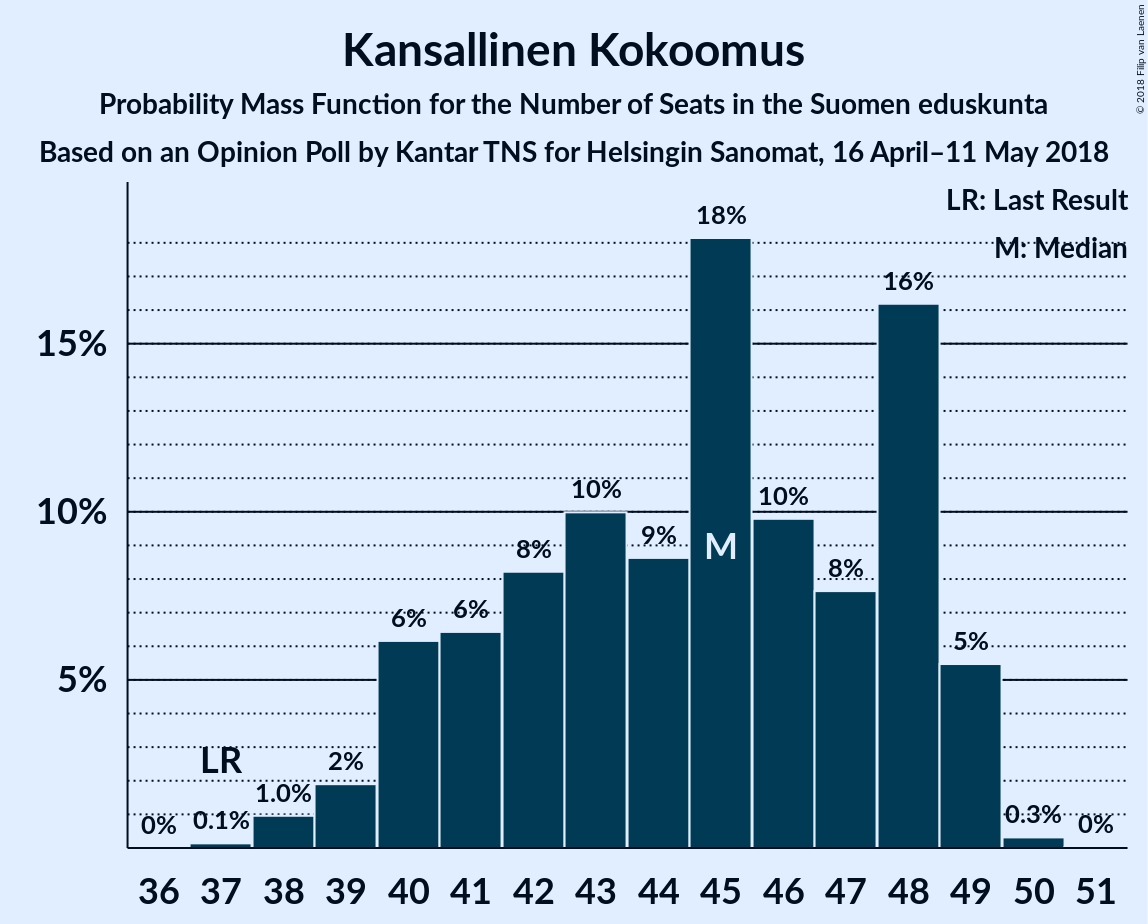 © 2018 Filip van Laenen
Kansallinen Kokoomus
Probability Mass Function for the Number of Seats in the Suomen eduskunta
Based on an Opinion Poll by Kantar TNS for Helsingin Sanomat, 16 April–11 May 2018
LR: Last Result
M: Median
18%
16%
15%
10%
10%
10%
9%
M
8%
8%
6%
6%
5%
5%
LR
2%
1.0%
0%
0.1%
0.3%
0%
36 37 38 39 40 41 42 43 44 45 46 47 48 49 50 51